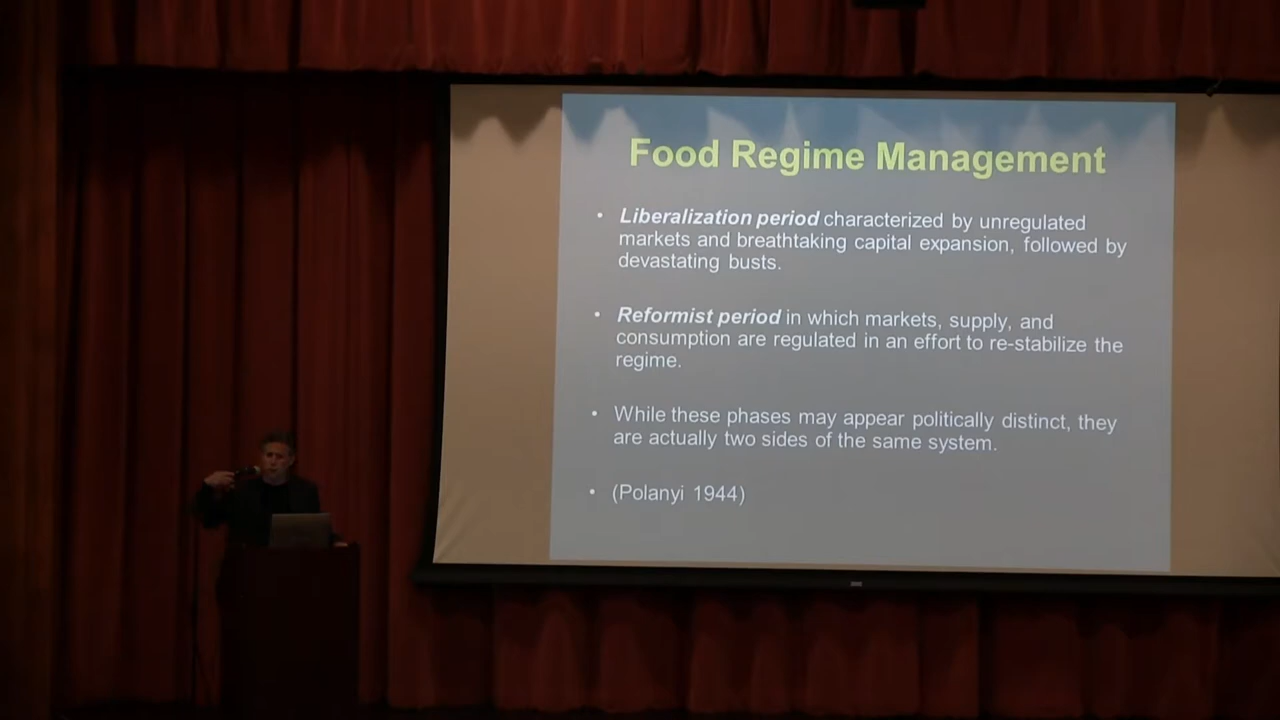 Food Regime Management
• Liberalization period characterized by unregulated
markets and breathtaking capital expansion, followed by
devastating busts.
• Reformist period in which markets, supply, and
consumption are regulated in an effort to re-stabilize the
regime.
• While these phases may appear politically distinct, they
are actually two sides of the same system.
• (Polanyi 1944)